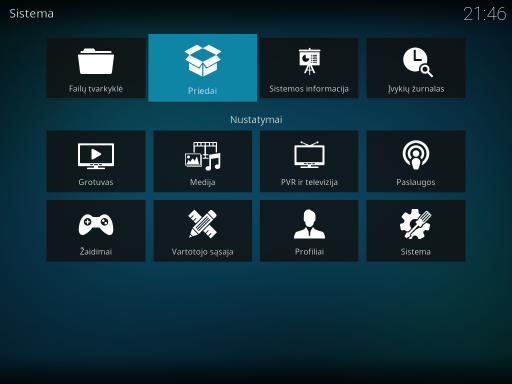 Sistema
21:46
Failų tvarkyklė
Priedai
Sistemos informacija
Įvykių žurnalas
Nustatymai
Grotuvas
Medija
PVR ir televizija
Paslaugos
Žaidimai
Vartotojo sąsaja
Profiliai
Sistema